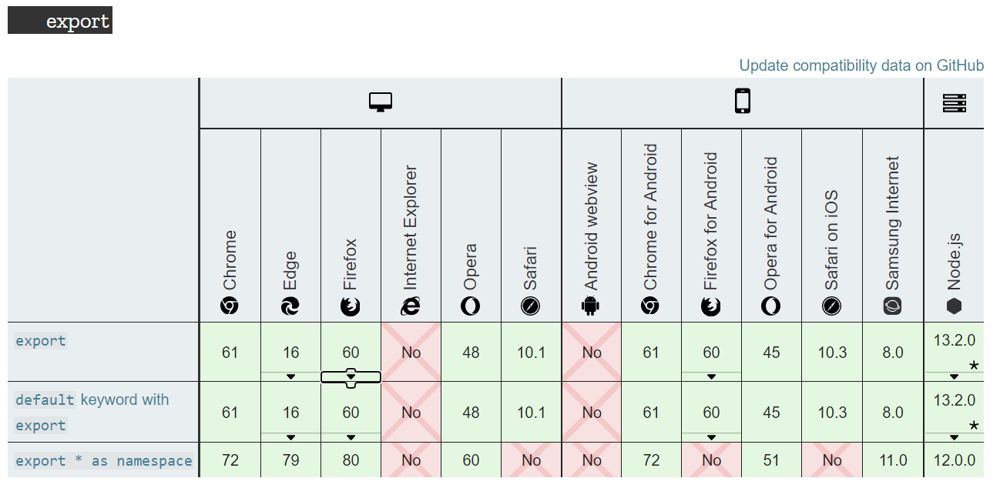 export
Update compatibility data on GitHub
Chrome Edge Firefox Internet Explorer Opera Safari Android webview Chrome for Android Firefox for Android Opera for Android Safari on iOS Samsung Internet Node.js
export 61 16 60 No 48 10.1 No 61 60 45 10.3 8.0 13.2.0 *
default keyword with
export 61 16 60 No 48 10.1 No 61 60 45 10.3 8.0 13.2.0 *
export * as namespace 72 79 80 No 60 No No 72 No 51 No 11.0 12.0.0